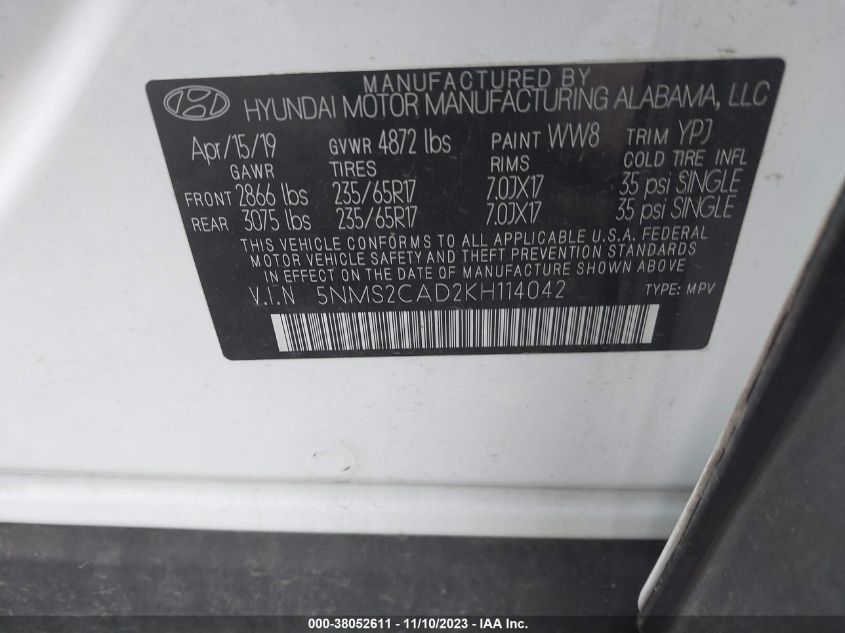 MANUFACTURED BY
HYUNDAI MOTOR MANUFACTURING ALABAMA, LLC
Apr/15/19 GVWR 4872 lbs PAINT WW8 TRIM YPJ
GAWR TIRES RIMS COLD TIRE INFL
FRONT 2866 lbs 235/65R17 7.0JX17 35 psi SINGLE
REAR 3075 lbs 235/65R17 7.0JX17 35 psi SINGLE
THIS VEHICLE CONFORMS TO ALL APPLICABLE U.S.A. FEDERAL
MOTOR VEHICLE SAFETY AND THEFT PREVENTION STANDARDS
IN EFFECT ON THE DATE OF MANUFACTURE SHOWN ABOVE.
V.I.N 5NMS2CAD2KH114042 TYPE: MPV
000-38052611 - 11/10/2023 - IAA Inc.